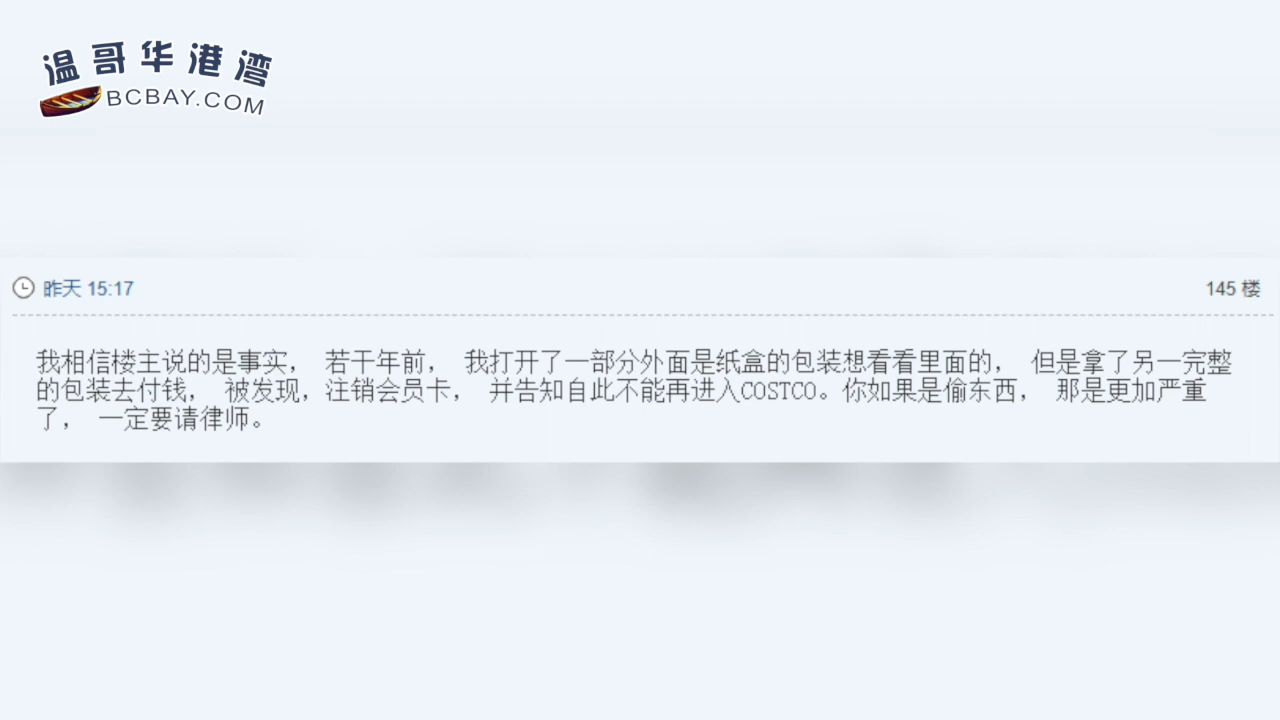 温哥华港湾
BCBAY.COM
昨天 15:17
145 楼
我相信楼主说的是事实， 若干年前， 我打开了一部分外面是纸盒的包装想看看里面的， 但是拿了另一完整
的包装去付钱， 被发现，注销会员卡， 并告知自此不能再进入COSTCO。你如果是偷东西， 那是更加严重
了， 一定要请律师。